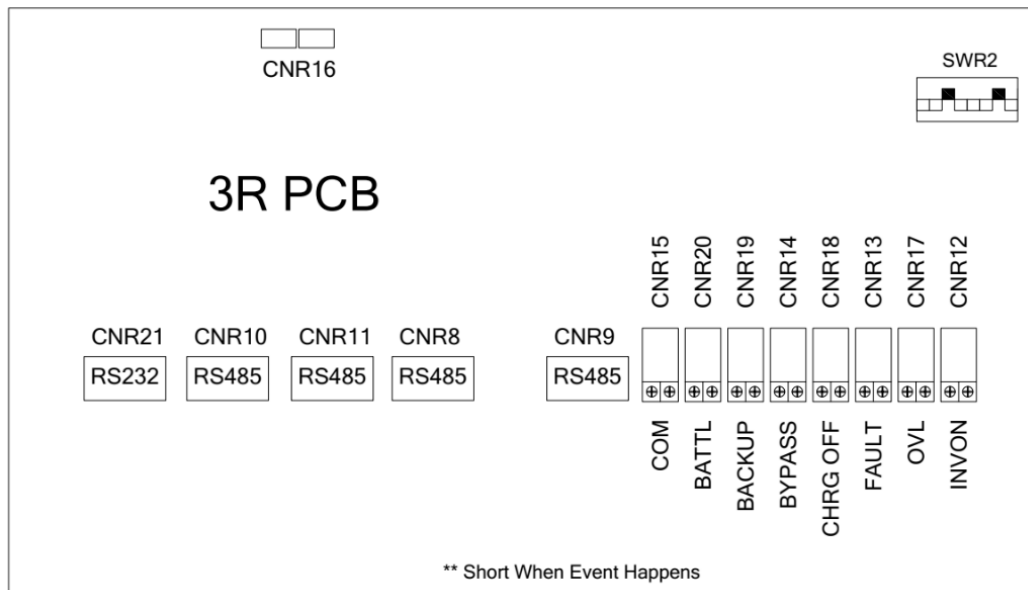 CNR16
SWR2
3R PCB
CNR15 CNR20 CNR19 CNR14 CNR18 CNR13 CNR17 CNR12
CNR21 CNR10 CNR11 CNR8 CNR9
RS232 RS485 RS485 RS485 RS485
COM BATTL BACKUP BYPASS CHRG OFF FAULT OVL INVON
** Short When Event Happens